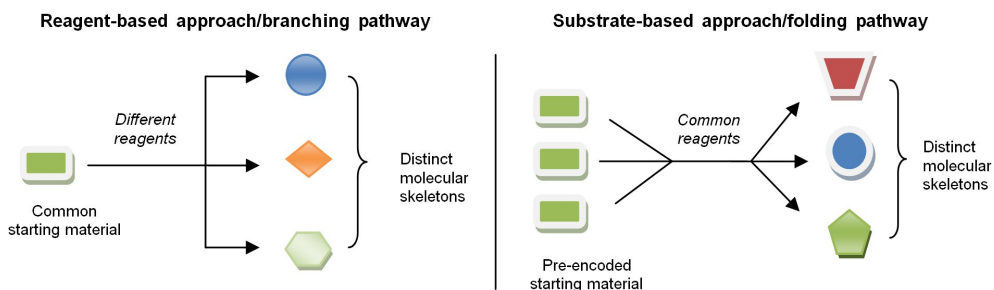 Reagent-based approach/branching pathway
Different
reagents
Common
starting material
Distinct
molecular
skeletons
Substrate-based approach/folding pathway
Common
reagents
Pre-encoded
starting material
Distinct
molecular
skeletons